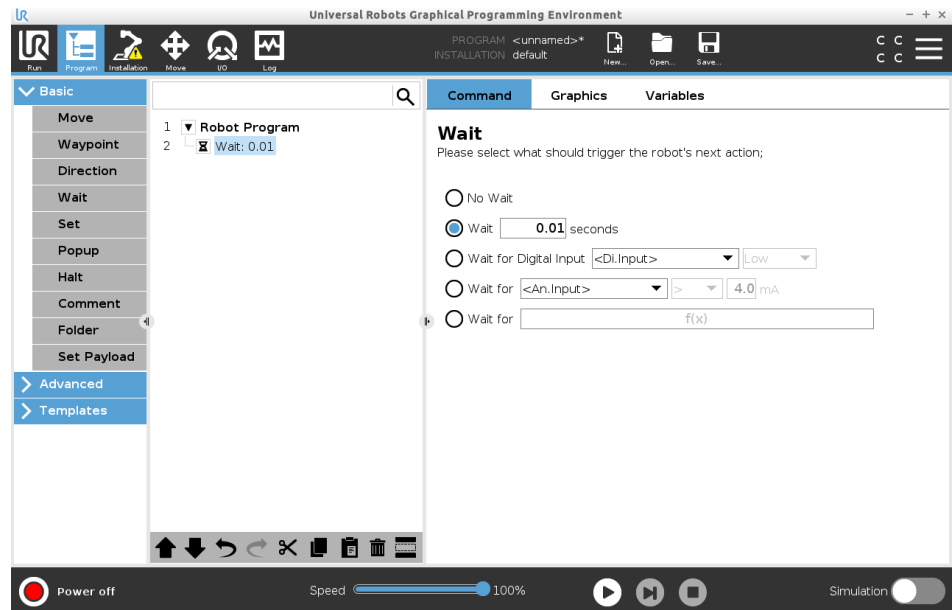 Universal Robots Graphical Programming Environment
UR
Run
Program
Installation
Move
I/O
Log
PROGRAM <unnamed>*
INSTALLATION default
New...
Open...
Save...
C C
C C
Basic
Move
Waypoint
Direction
Wait
Set
Popup
Halt
Comment
Folder
Set Payload
Advanced
Templates
1 Robot Program
2 Wait: 0.01
Command Graphics Variables
Wait
Please select what should trigger the robot's next action;
No Wait
Wait 0.01 seconds
Wait for Digital Input <Di.Input> Low
Wait for <An.Input> > 4.0 mA
Wait for f(x)
Power off
Speed 100%
Simulation